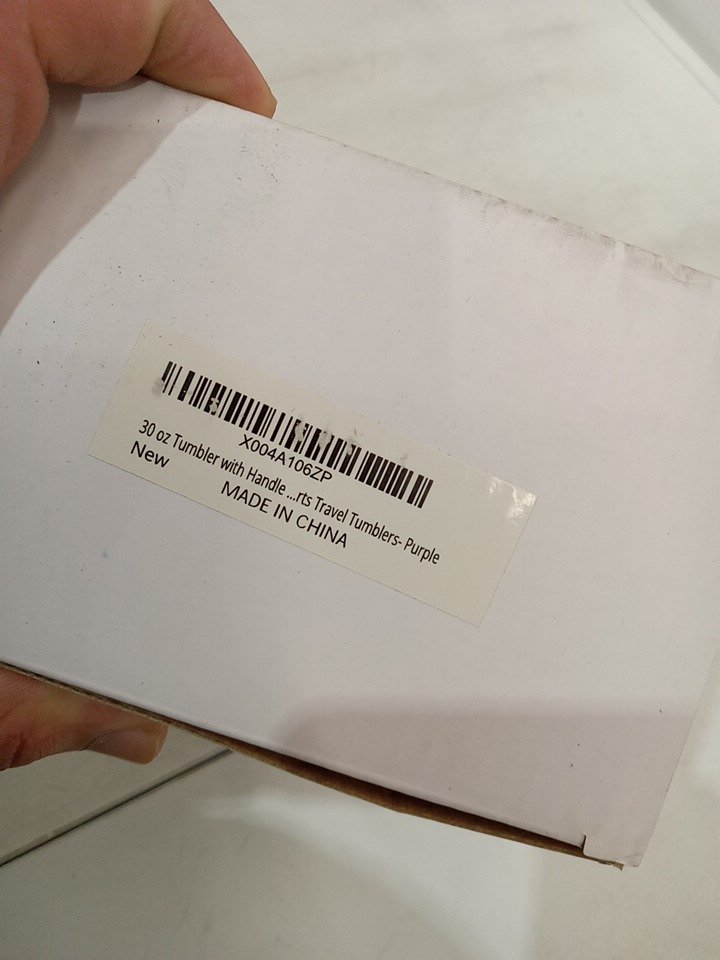 X004A106ZP
30 oz Tumbler with Handle ...rts Travel Tumblers- Purple
New
MADE IN CHINA